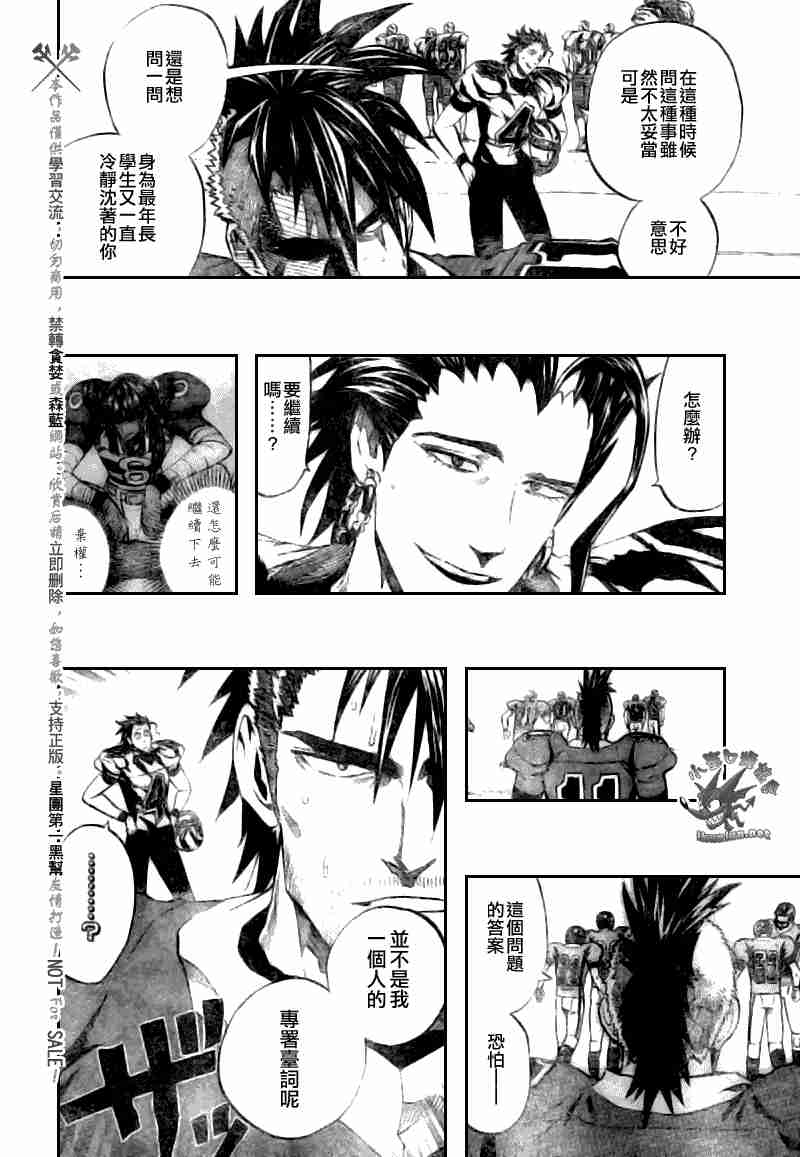 不好
意思
在這種時候
問這種事雖
然不太妥當
可是
還是想
問一問
身為最年長
學生又一直
冷靜沈著的你
4
怎麼辦?
要繼續
嗎……?
還怎麼可能
繼續下去
棄權…
11
這個問題
的答案
恐怕——
並不是我
一個人的
專署臺詞呢
…………?
ザッ
本作品僅供學習交流…切勿商用,禁轉貪婪或森藍網站…欣賞后請立即刪除,如您喜歡,支持正版…星團第一黑幫友情打造!NOT For SALE!